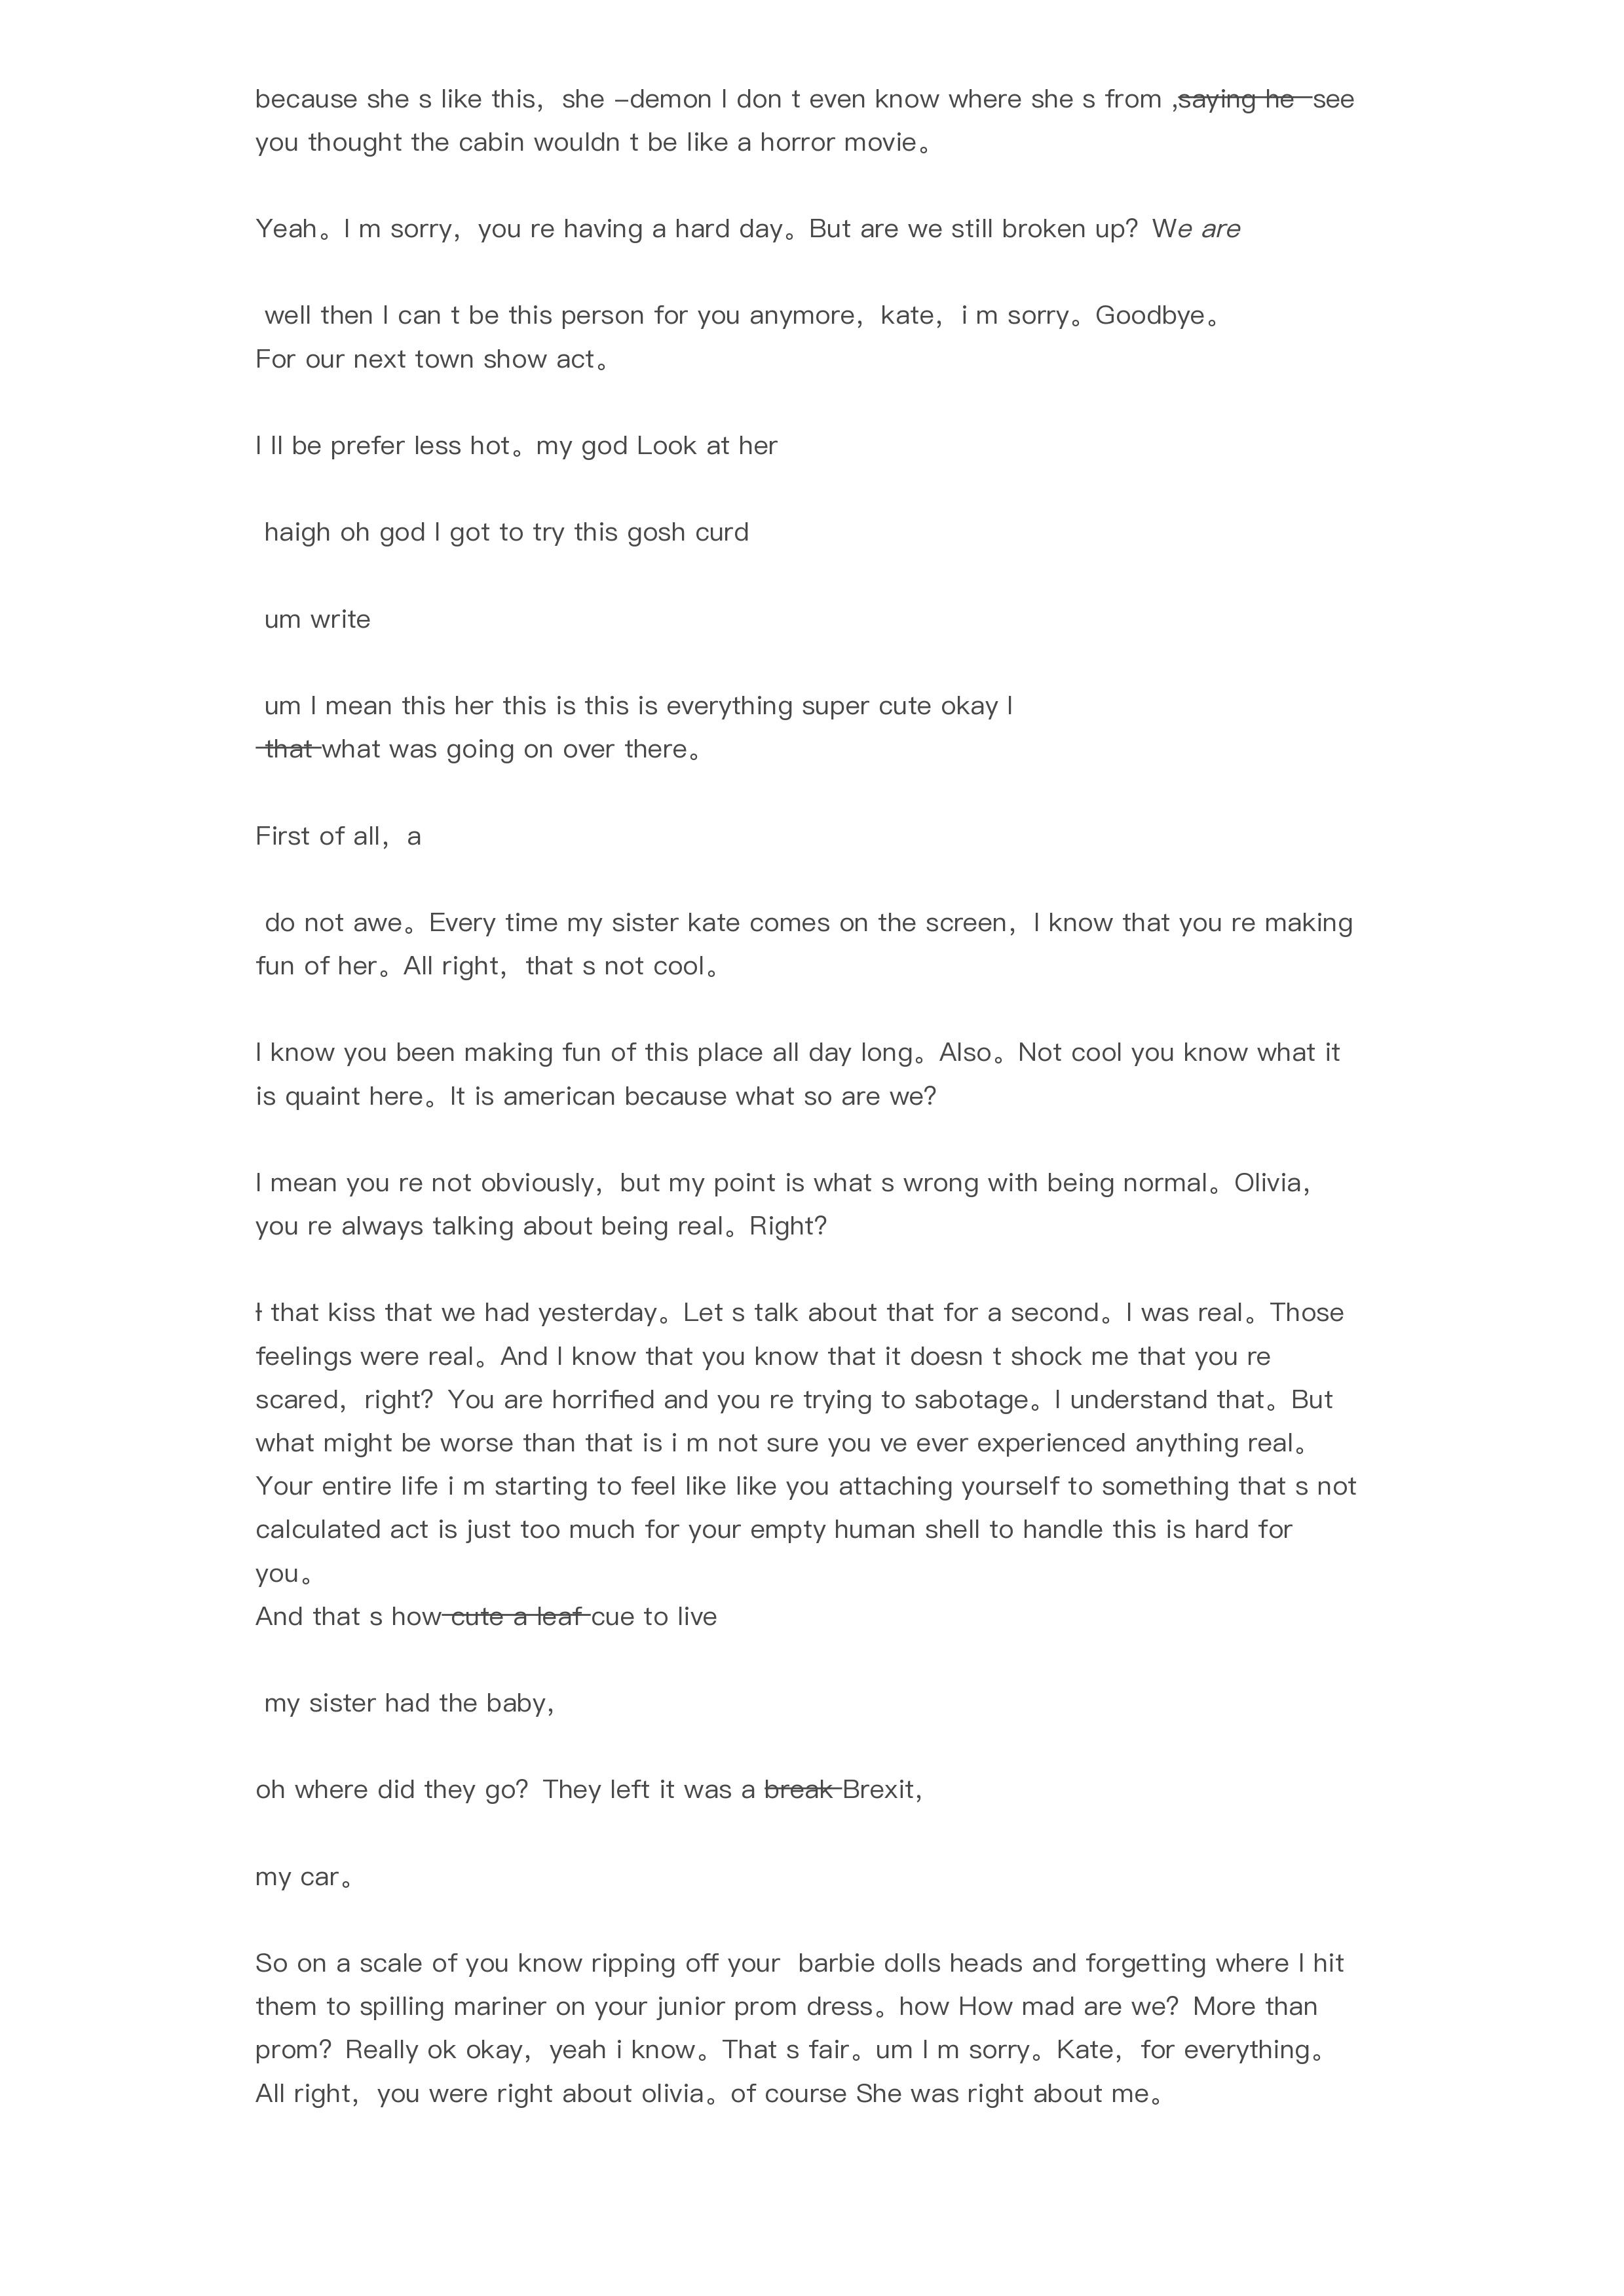 because she s like this， she –demon I don t even know where she s from ,saying he see
you thought the cabin wouldn t be like a horror movie。
Yeah。I m sorry， you re having a hard day。But are we still broken up？We are
well then I can t be this person for you anymore， kate， i m sorry。Goodbye。
For our next town show act。
I ll be prefer less hot。my god Look at her
haigh oh god I got to try this gosh curd
um write
um I mean this her this is this is everything super cute okay I
that what was going on over there。
First of all， a
do not awe。Every time my sister kate comes on the screen， I know that you re making
fun of her。All right， that s not cool。
I know you been making fun of this place all day long。Also。Not cool you know what it
is quaint here。It is american because what so are we？
I mean you re not obviously， but my point is what s wrong with being normal。Olivia，
you re always talking about being real。Right？
I that kiss that we had yesterday。Let s talk about that for a second。I was real。Those
feelings were real。And I know that you know that it doesn t shock me that you re
scared， right？You are horrified and you re trying to sabotage。I understand that。But
what might be worse than that is i m not sure you ve ever experienced anything real。
Your entire life i m starting to feel like like you attaching yourself to something that s not
calculated act is just too much for your empty human shell to handle this is hard for
you。
And that s how cute a leaf cue to live
my sister had the baby，
oh where did they go？They left it was a break Brexit，
my car。
So on a scale of you know ripping off your  barbie dolls heads and forgetting where I hit
them to spilling mariner on your junior prom dress。how How mad are we？More than
prom？Really ok okay， yeah i know。That s fair。um I m sorry。Kate， for everything。
All right， you were right about olivia。of course She was right about me。